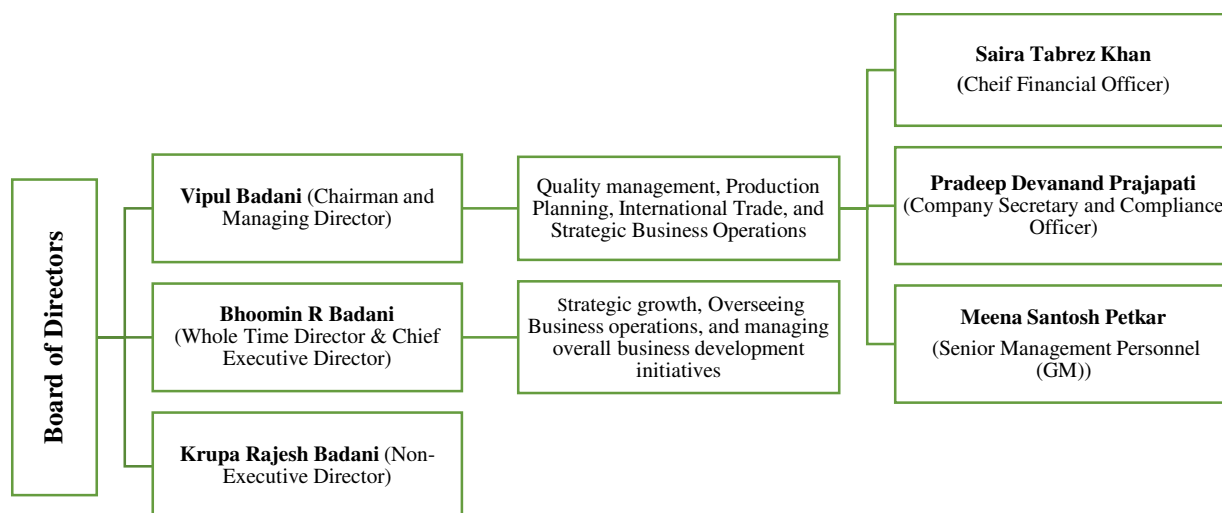 Board of Directors
Vipul Badani (Chairman and
Managing Director)
Quality management, Production
Planning, International Trade, and
Strategic Business Operations
Saira Tabrez Khan
(Cheif Financial Officer)
Pradeep Devanand Prajapati
(Company Secretary and Compliance
Officer)
Meena Santosh Petkar
(Senior Management Personnel
(GM))
Bhoomin R Badani
(Whole Time Director & Chief
Executive Director)
Strategic growth, Overseeing
Business operations, and managing
overall business development
initiatives
Krupa Rajesh Badani (Non-
Executive Director)